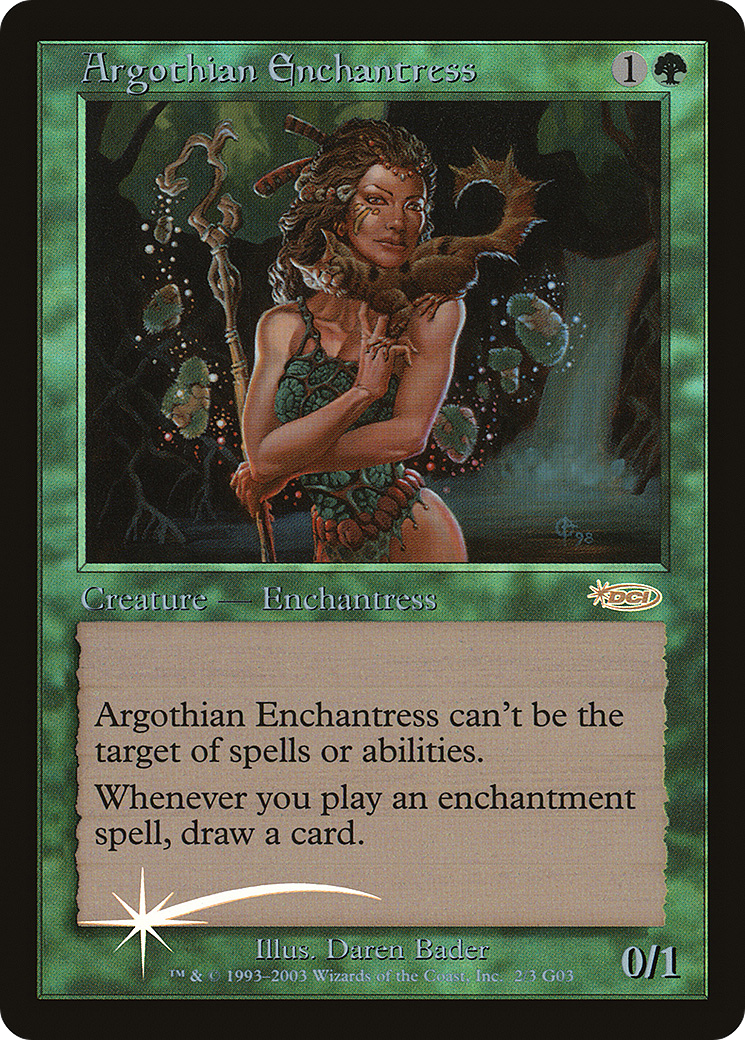 Argothian Enchantress 1
98
Creature — Enchantress DCI
Argothian Enchantress can't be the
target of spells or abilities.
Whenever you play an enchantment
spell, draw a card.
Illus. Daren Bader
™ & © 1993–2003 Wizards of the Coast, Inc. 2/3 G03
0/1